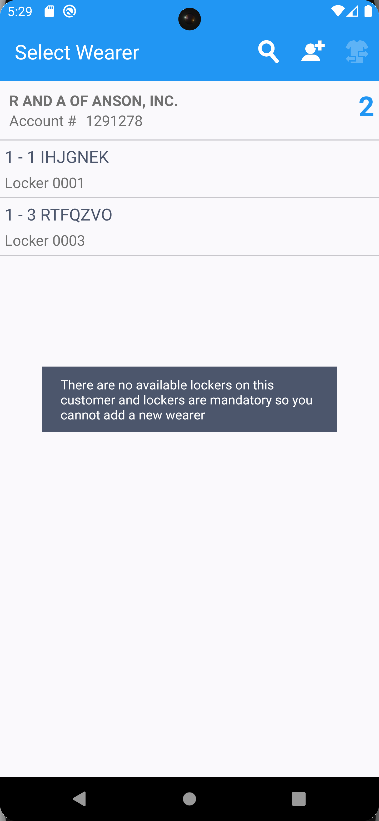 5:29
Select Wearer
R AND A OF ANSON, INC.
2
Account # 1291278
1 - 1 IHJGNEK
Locker 0001
1 - 3 RTFQZVO
Locker 0003
There are no available lockers on this
customer and lockers are mandatory so you
cannot add a new wearer